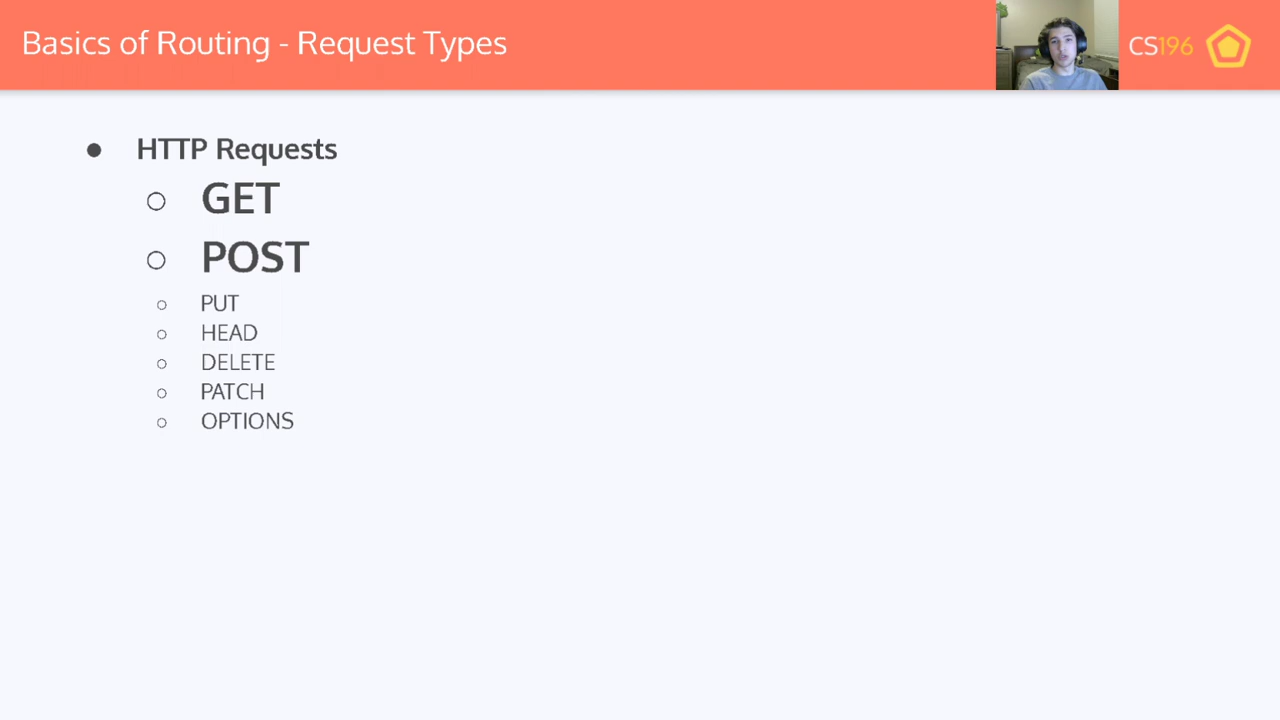 Basics of Routing - Request Types
CS196
HTTP Requests
GET
POST
PUT
HEAD
DELETE
PATCH
OPTIONS